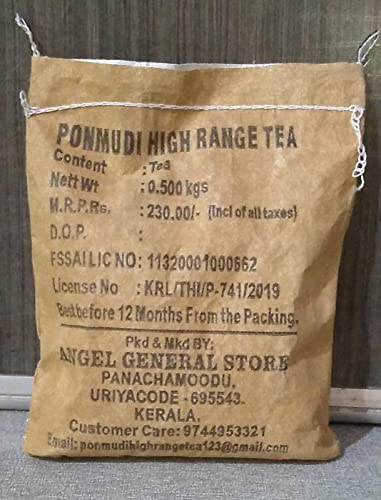 PONMUDI HIGH RANGE TEA
Content : Tea
Nett Wt : 0.500 kgs
M.R.P.Rs. : 230.00/- (Incl of all taxes)
D.O.P. :
FSSAI LIC NO: 11320001000662
License No : KRL/THI/P-741/2019
Best before 12 Months From the Packing.
Pkd & Mkd BY:
ANGEL GENERAL STORE
PANACHAMOODU,
URIYACODE -695543.
KERALA.
Customer Care: 9744953321
Email: ponmudihighrangetea123@gmail.com